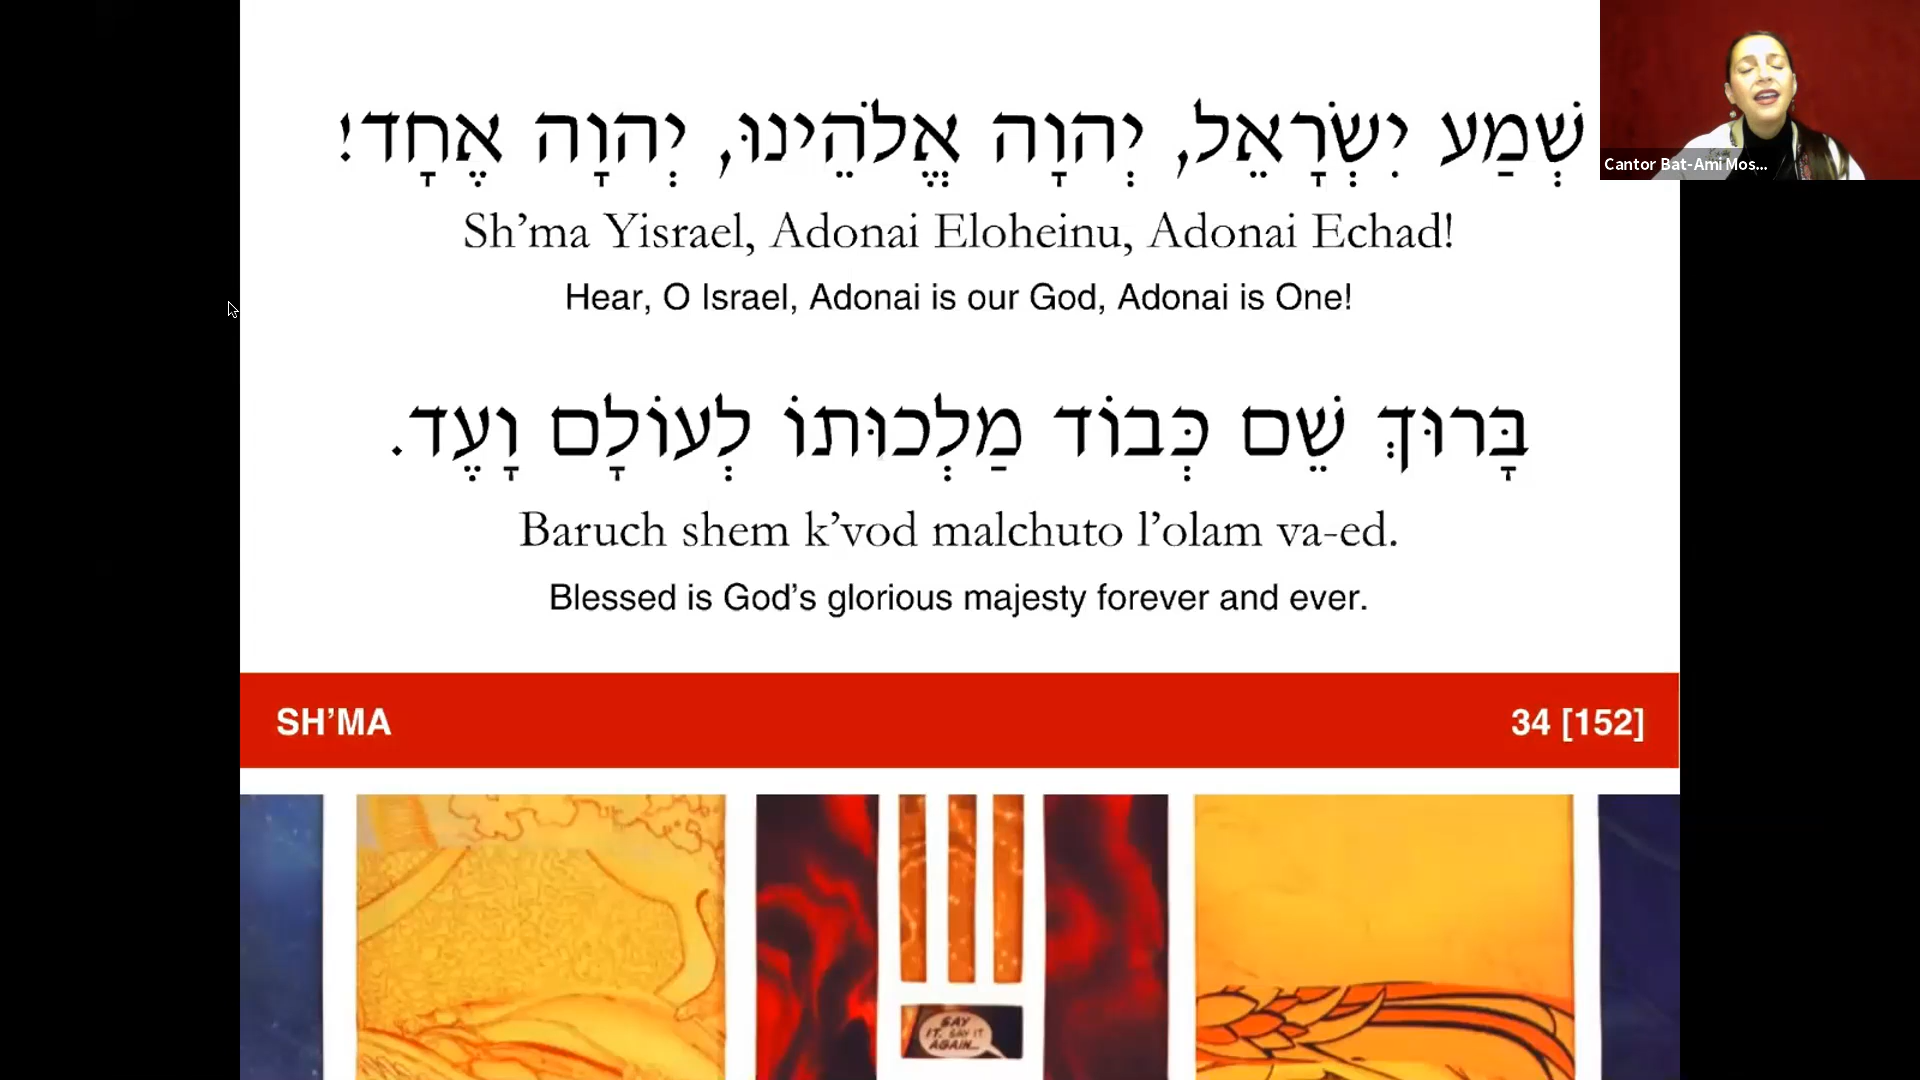 שְׁמַע יִשְׂרָאֵל, יְהוָה אֱלֹהֵינוּ, יְהוָה אֶחָד!
Sh’ma Yisrael, Adonai Eloheinu, Adonai Echad!
Hear, O Israel, Adonai is our God, Adonai is One!
בָּרוּךְ שֵׁם כְּבוֹד מַלְכוּתוֹ לְעוֹלָם וָעֶד.
Baruch shem k’vod malchuto l’olam va-ed.
Blessed is God’s glorious majesty forever and ever.
SH’MA
34 [152]
SAY
IT. SAY IT
AGAIN...
Cantor Bat-Ami Mos...